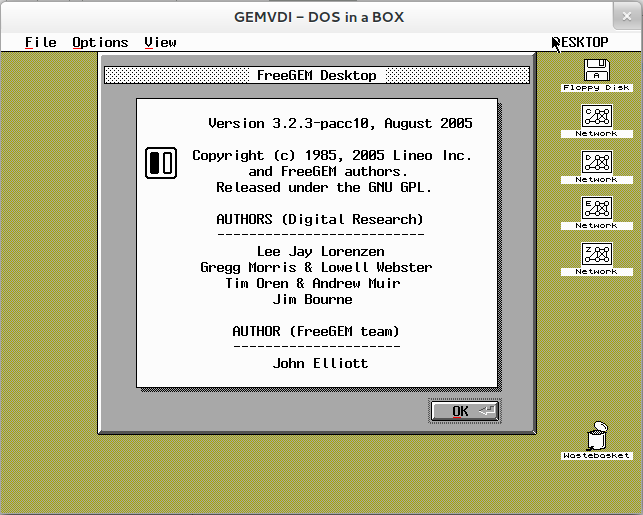 GEMVDI – DOS in a BOX
File Options View DESKTOP
FreeGEM Desktop
Version 3.2.3-pacc10, August 2005
Copyright (c) 1985, 2005 Lineo Inc.
and FreeGEM authors.
Released under the GNU GPL.
AUTHORS (Digital Research)
--------------------------
Lee Jay Lorenzen
Gregg Morris & Lowell Webster
Tim Oren & Andrew Muir
Jim Bourne
AUTHOR (FreeGEM team)
---------------------
John Elliott
OK
A
Floppy Disk
C
Network
D
Network
E
Network
Z
Network
Wastebasket